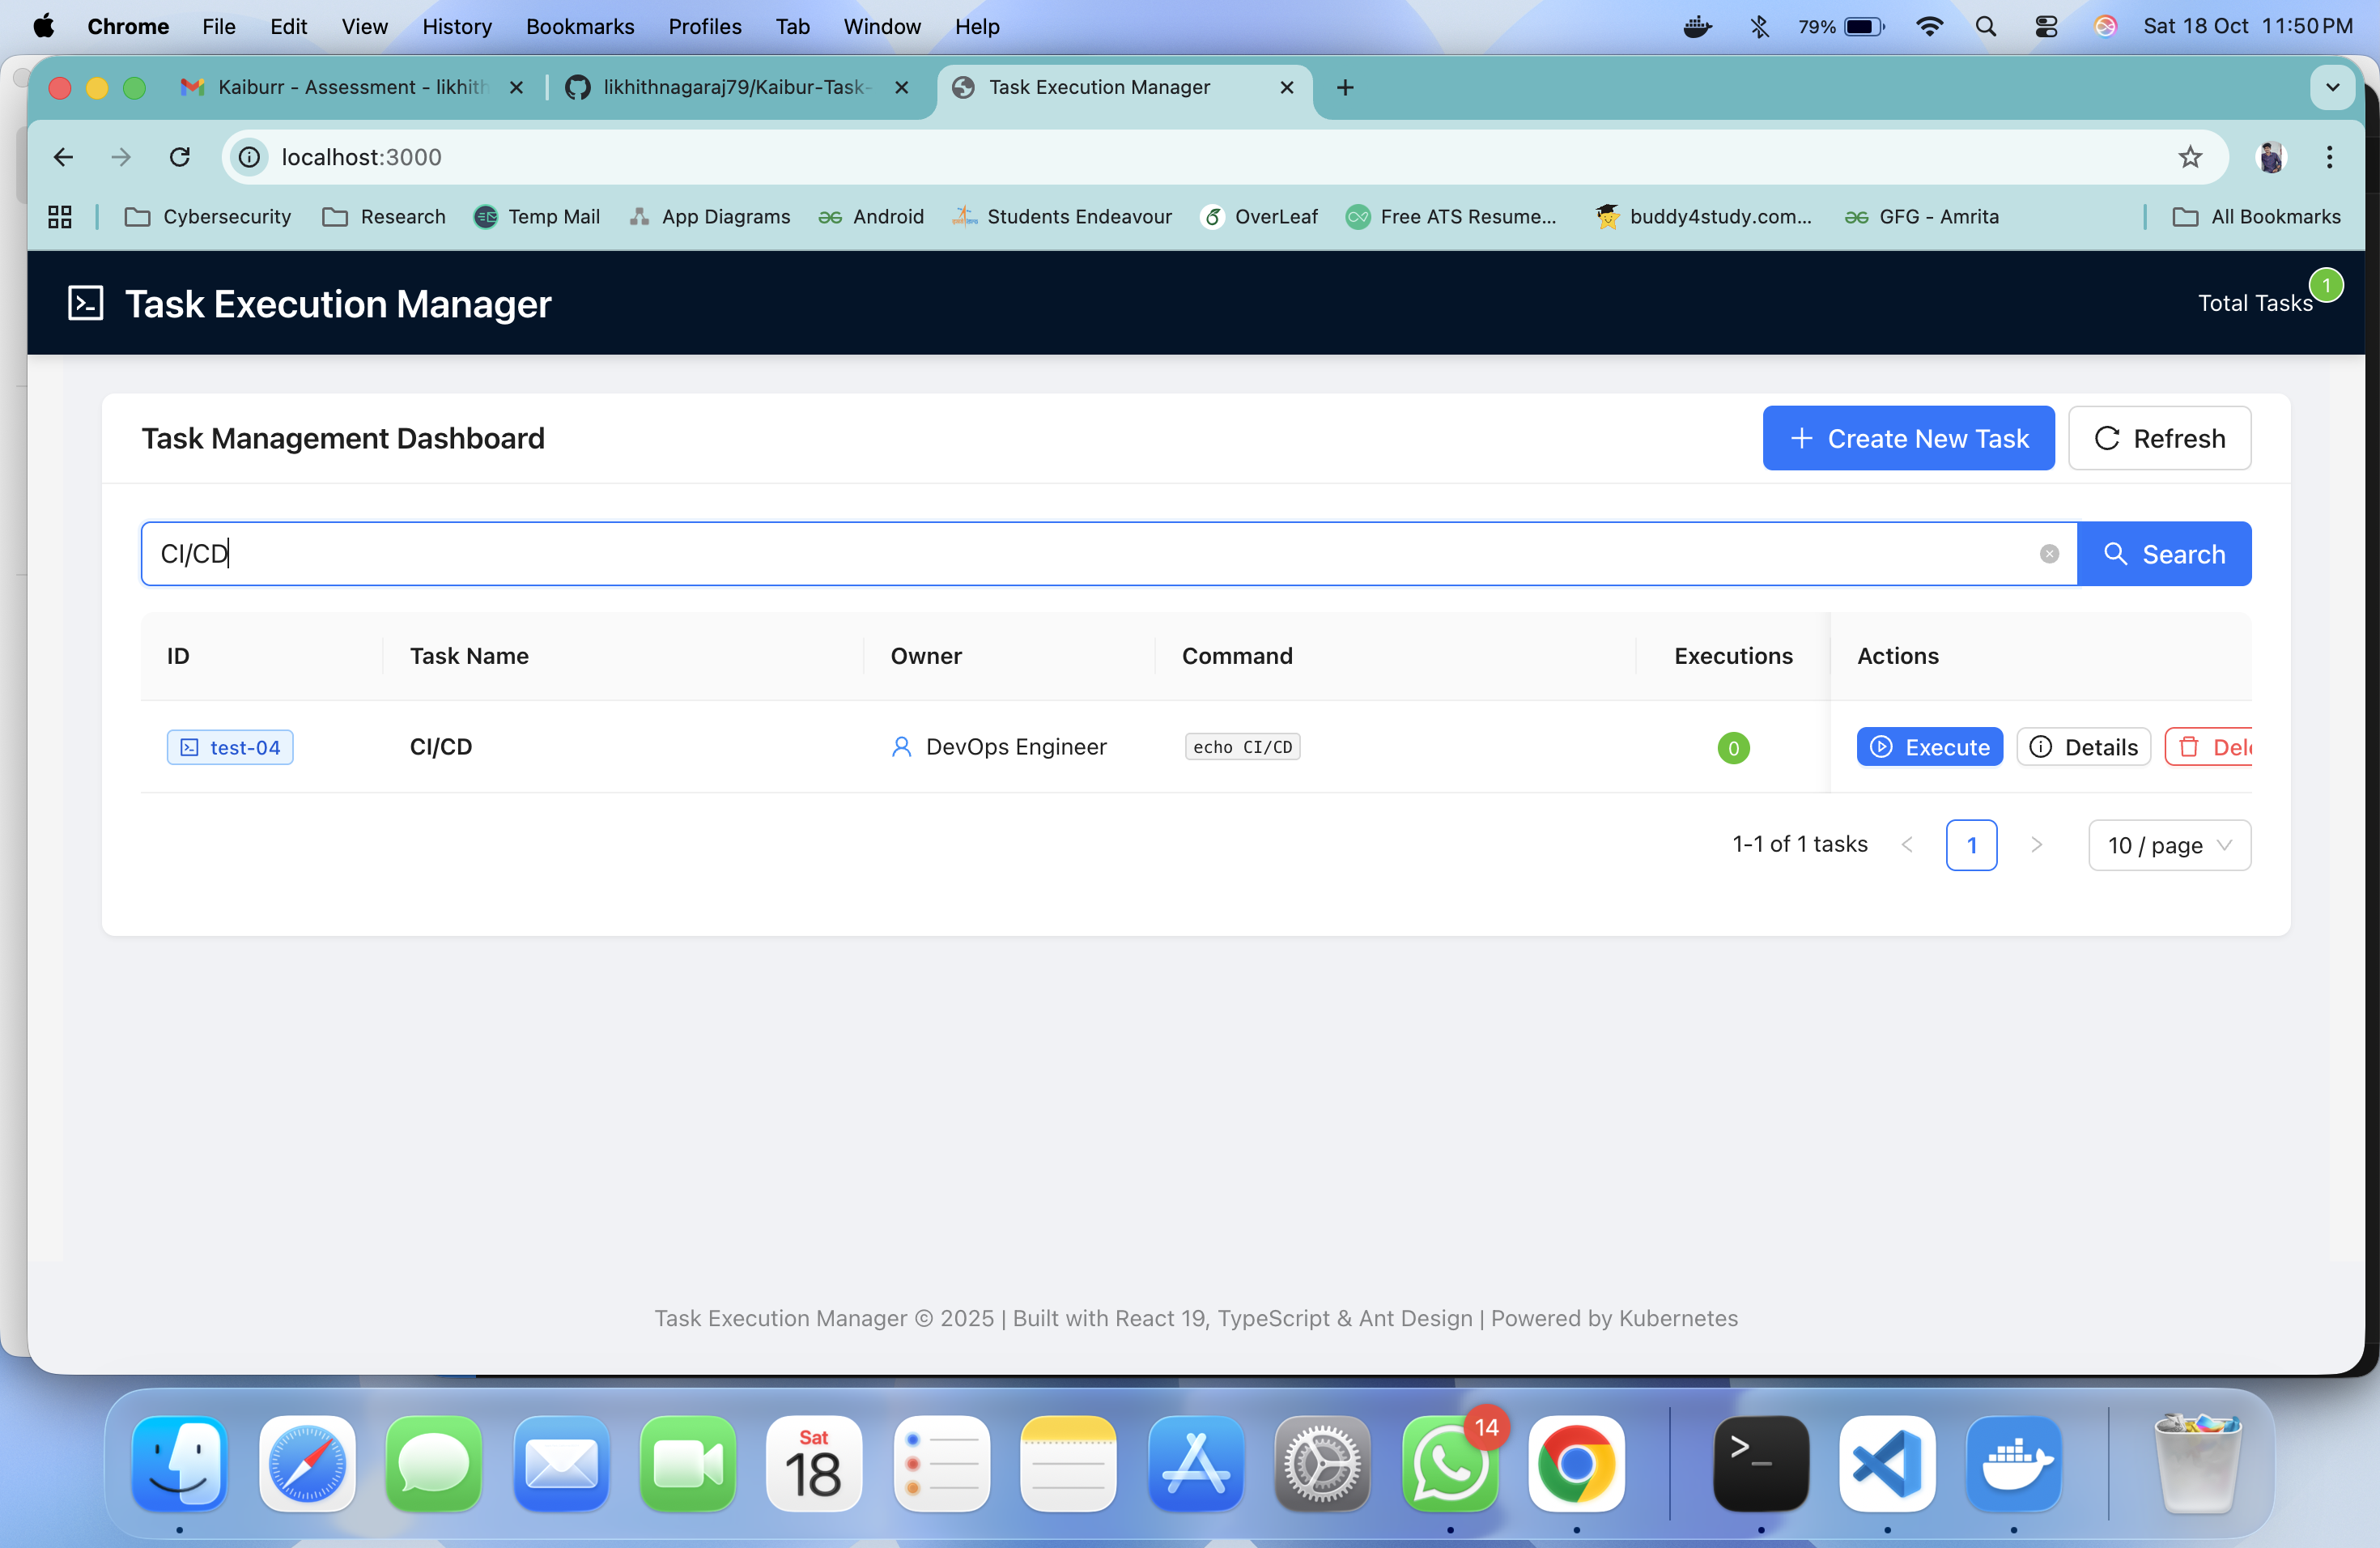 Chrome File Edit View History Bookmarks Profiles Tab Window Help 79% Sat 18 Oct 11:50 PM
Kaiburr - Assessment - likhith
likhithnagaraj79/Kaibur-Task-
Task Execution Manager
localhost:3000
Cybersecurity Research Temp Mail App Diagrams Android Students Endeavour OverLeaf Free ATS Resume... buddy4study.com... GFG - Amrita All Bookmarks
Task Execution Manager
Total Tasks 1
Task Management Dashboard
Create New Task
Refresh
CI/CD
Search
ID Task Name Owner Command Executions Actions
test-04 CI/CD DevOps Engineer echo CI/CD 0 Execute Details Dele
1-1 of 1 tasks < 1 > 10 / page
Task Execution Manager © 2025 | Built with React 19, TypeScript & Ant Design | Powered by Kubernetes
Sat
18
14